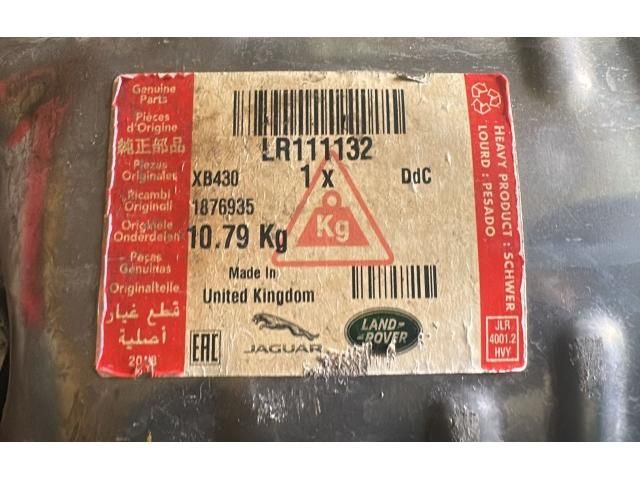 Genuine
Parts
Pièces
d'Origine
純正部品
Piezas
Originales
Ricambi
Originali
Originele
Onderdelen
Peças
Genuínas
Originalteile
قطع غيار
أصلية
LR111132
XB430
1 x
DdC
1876935
10.79 Kg
Kg
Made In
United Kingdom
EAC
JAGUAR
LAND-
-ROVER
HEAVY PRODUCT : SCHWER
LOURD : PESADO
JLR
4001.2
HVY